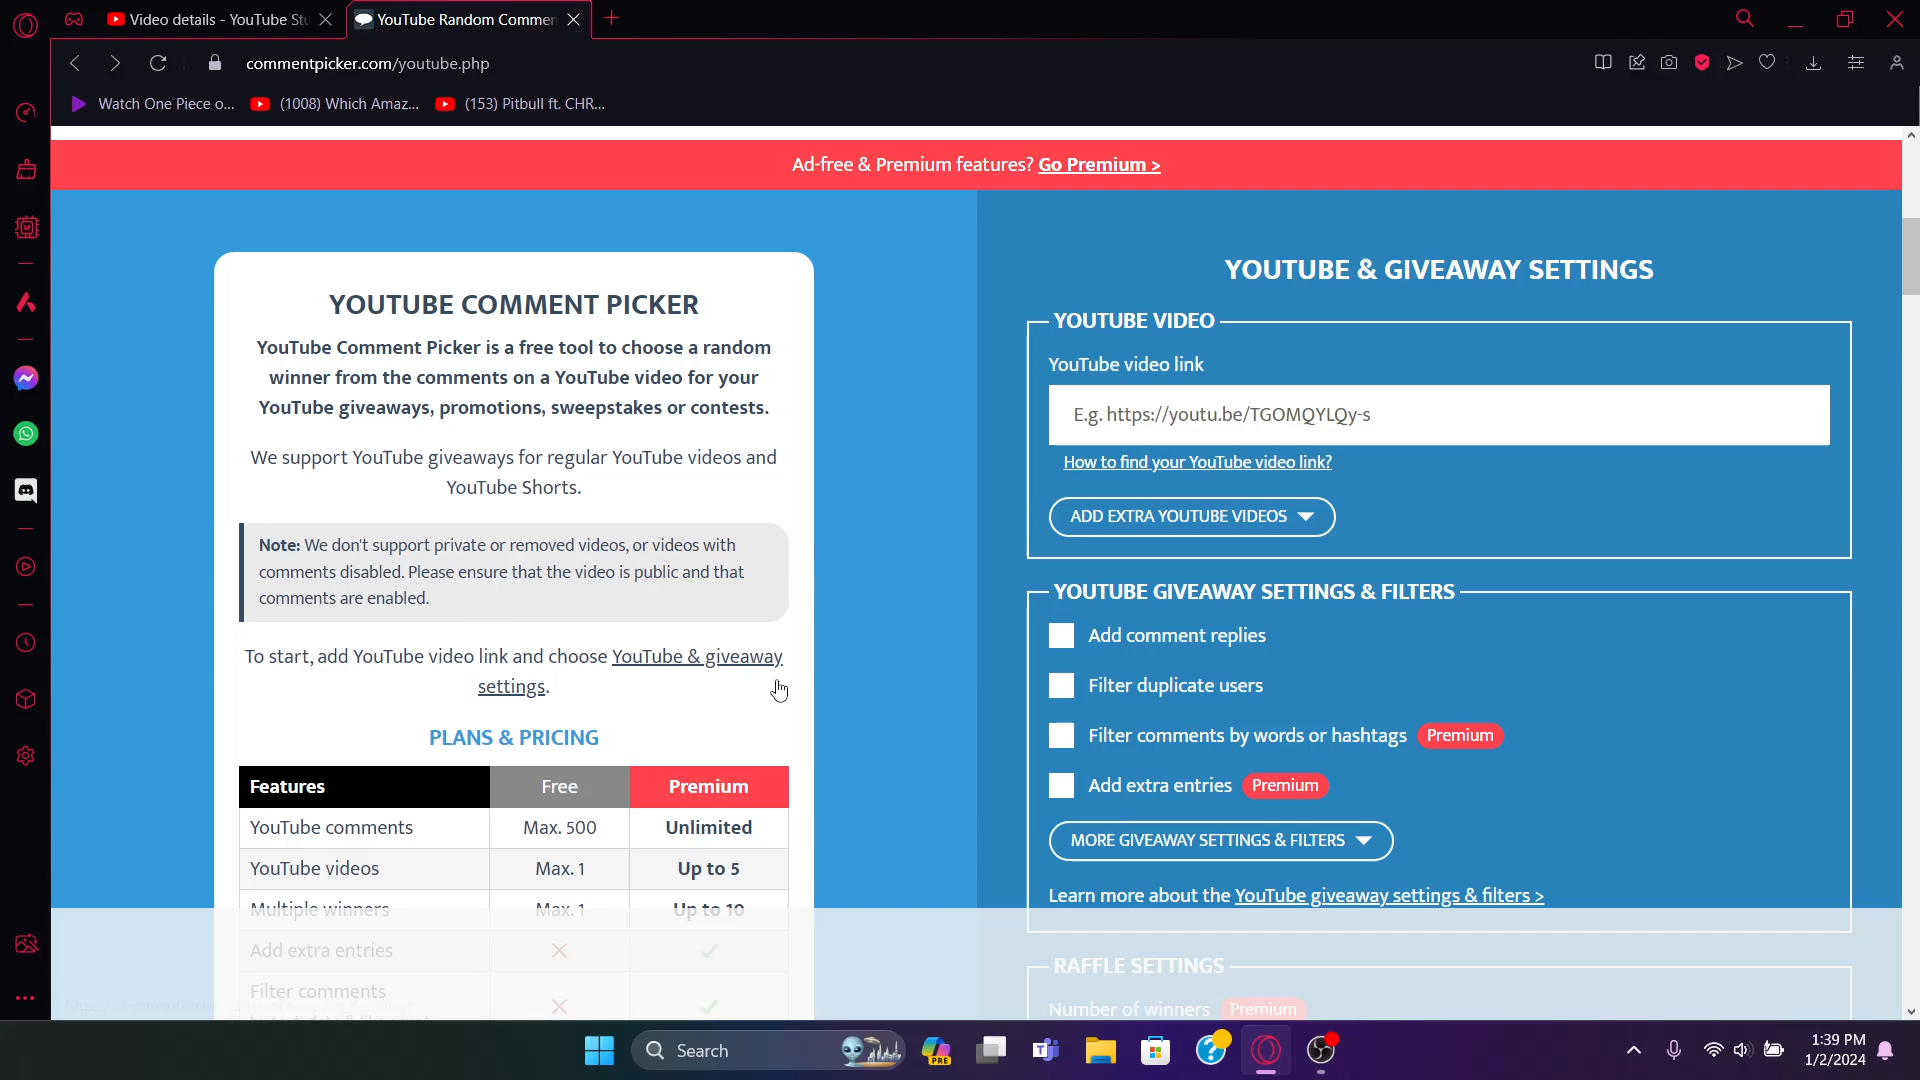 Video details - YouTube Stu
YouTube Random Commen
commentpicker.com/youtube.php
Watch One Piece o...
(1008) Which Amaz...
(153) Pitbull ft. CHR...
Ad-free & Premium features? Go Premium >
YOUTUBE COMMENT PICKER
YouTube Comment Picker is a free tool to choose a random
winner from the comments on a YouTube video for your
YouTube giveaways, promotions, sweepstakes or contests.
We support YouTube giveaways for regular YouTube videos and
YouTube Shorts.
Note: We don't support private or removed videos, or videos with
comments disabled. Please ensure that the video is public and that
comments are enabled.
To start, add YouTube video link and choose YouTube & giveaway
settings.
PLANS & PRICING
Features Free Premium
YouTube comments Max. 500 Unlimited
YouTube videos Max. 1 Up to 5
Multiple winners Max. 1 Up to 10
Add extra entries
Filter comments
YOUTUBE & GIVEAWAY SETTINGS
YOUTUBE VIDEO
YouTube video link
E.g. https://youtu.be/TGOMQYLQy-s
How to find your YouTube video link?
ADD EXTRA YOUTUBE VIDEOS
YOUTUBE GIVEAWAY SETTINGS & FILTERS
Add comment replies
Filter duplicate users
Filter comments by words or hashtags Premium
Add extra entries Premium
MORE GIVEAWAY SETTINGS & FILTERS
Learn more about the YouTube giveaway settings & filters >
RAFFLE SETTINGS
Number of winners Premium
Search
PRE
1:39 PM
1/2/2024